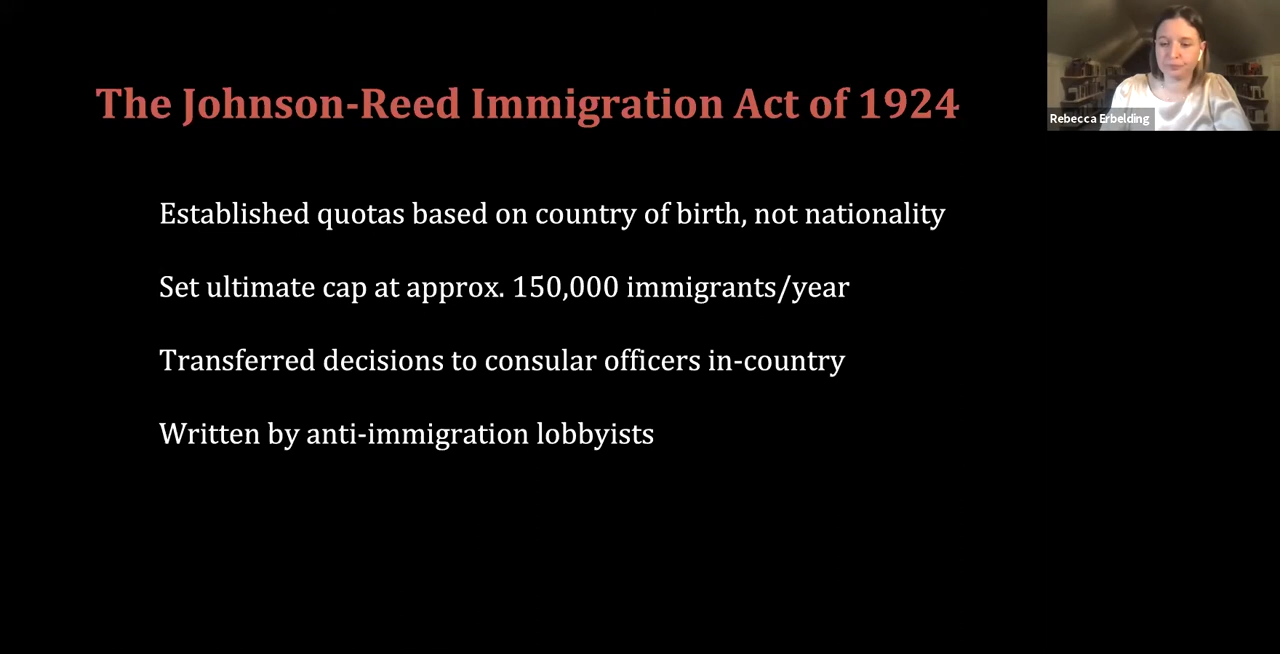 The Johnson-Reed Immigration Act of 1924
Rebecca Erbelding
Established quotas based on country of birth, not nationality
Set ultimate cap at approx. 150,000 immigrants/year
Transferred decisions to consular officers in-country
Written by anti-immigration lobbyists